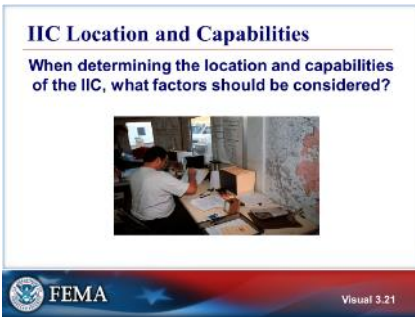 IIC Location and Capabilities
When determining the location and capabilities
of the IIC, what factors should be considered?
FEMA
Visual 3.21